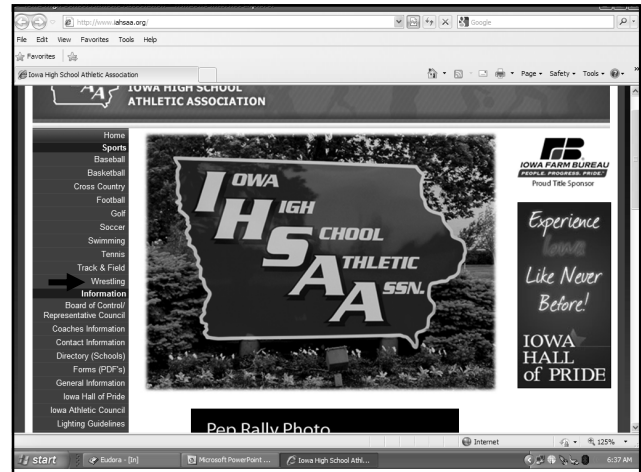 http://www.iahsaa.org/
Google
File Edit View Favorites Tools Help
Favorites
Iowa High School Athletic Association
Page Safety Tools
IOWA HIGH SCHOOL
ATHLETIC ASSOCIATION
Home
Sports
Baseball
Basketball
Cross Country
Football
Golf
Soccer
Swimming
Tennis
Track & Field
Wrestling
Information
Board of Control/
Representative Council
Coaches Information
Contact Information
Directory (Schools)
Forms (PDF's)
General Information
Iowa Hall of Pride
Iowa Athletic Council
Lighting Guidelines
IOWA
HIGH
SCHOOL
ATHLETIC
ASSN.
Pep Rally Photo
IOWA FARM BUREAU
PEOPLE. PROGRESS. PRIDE.
Proud Title Sponsor
Experience
Iowa
Like Never
Before!
IOWA
HALL
of PRIDE
Internet
125%
start
Eudora - [In]
Microsoft PowerPoint ...
Iowa High School Athl...
6:37 AM